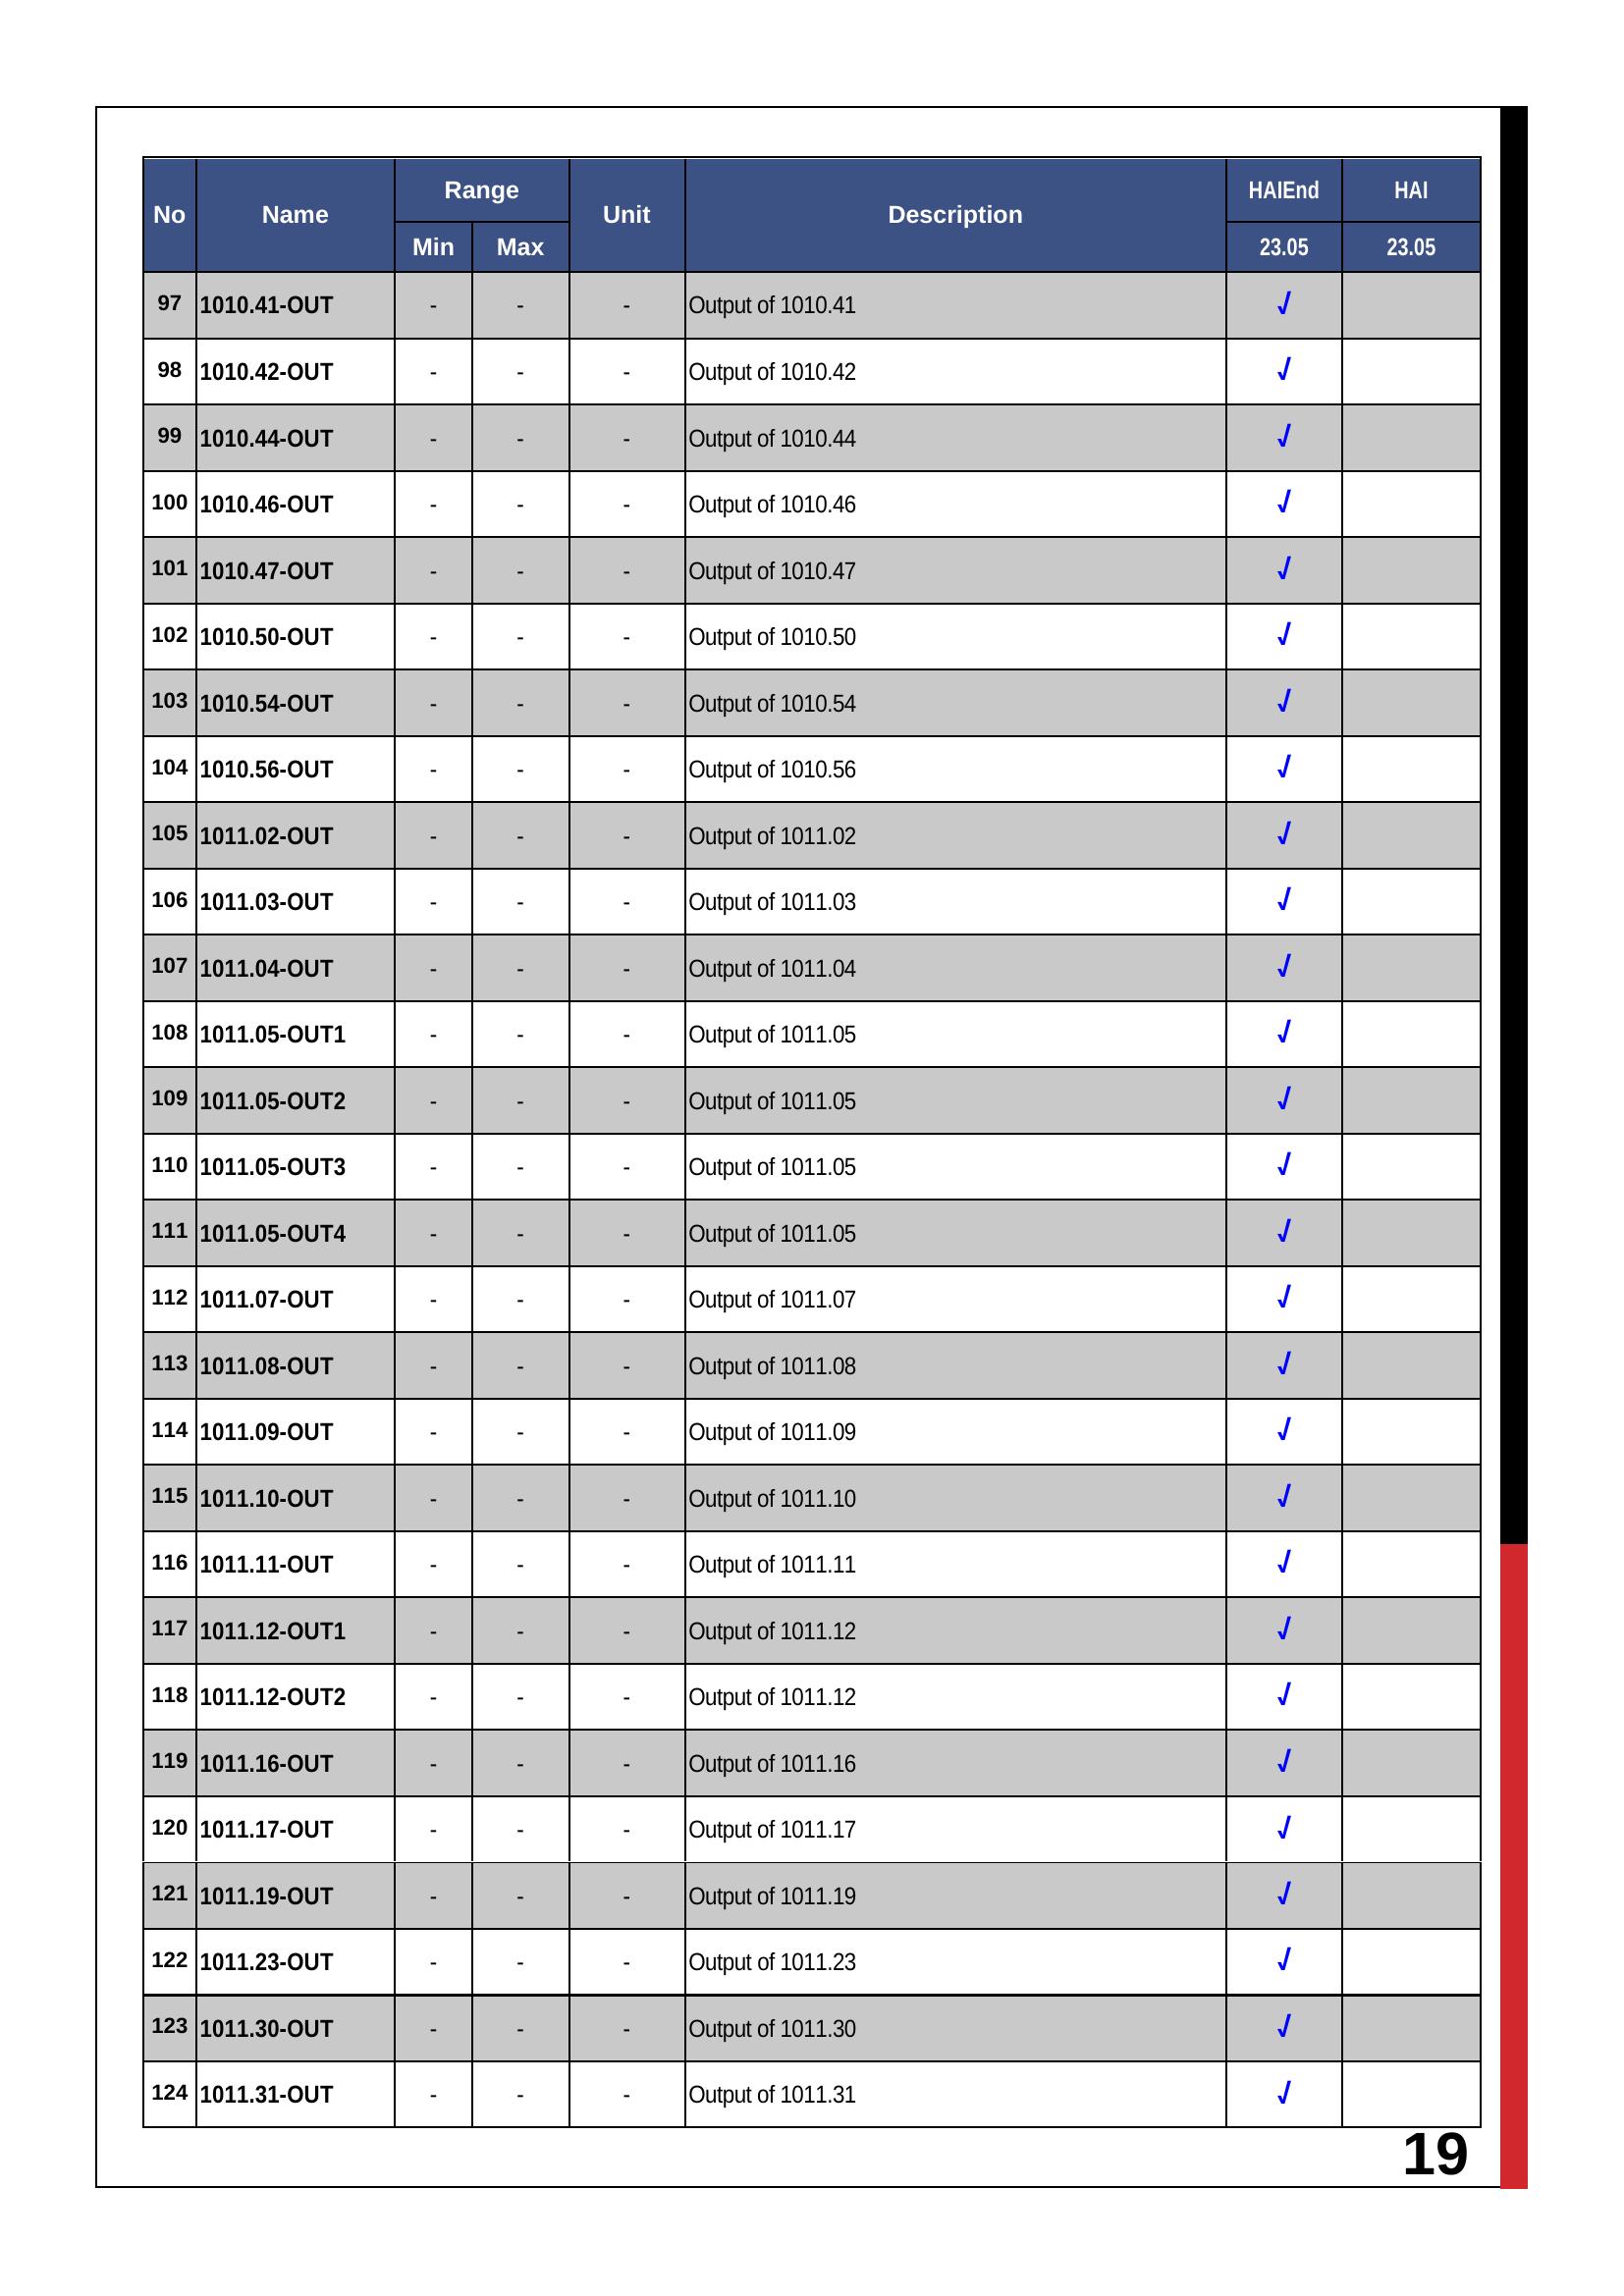 No Name Range Unit Description HAIEnd HAI
Min Max 23.05 23.05
97 1010.41-OUT - - - Output of 1010.41 √
98 1010.42-OUT - - - Output of 1010.42 √
99 1010.44-OUT - - - Output of 1010.44 √
100 1010.46-OUT - - - Output of 1010.46 √
101 1010.47-OUT - - - Output of 1010.47 √
102 1010.50-OUT - - - Output of 1010.50 √
103 1010.54-OUT - - - Output of 1010.54 √
104 1010.56-OUT - - - Output of 1010.56 √
105 1011.02-OUT - - - Output of 1011.02 √
106 1011.03-OUT - - - Output of 1011.03 √
107 1011.04-OUT - - - Output of 1011.04 √
108 1011.05-OUT1 - - - Output of 1011.05 √
109 1011.05-OUT2 - - - Output of 1011.05 √
110 1011.05-OUT3 - - - Output of 1011.05 √
111 1011.05-OUT4 - - - Output of 1011.05 √
112 1011.07-OUT - - - Output of 1011.07 √
113 1011.08-OUT - - - Output of 1011.08 √
114 1011.09-OUT - - - Output of 1011.09 √
115 1011.10-OUT - - - Output of 1011.10 √
116 1011.11-OUT - - - Output of 1011.11 √
117 1011.12-OUT1 - - - Output of 1011.12 √
118 1011.12-OUT2 - - - Output of 1011.12 √
119 1011.16-OUT - - - Output of 1011.16 √
120 1011.17-OUT - - - Output of 1011.17 √
121 1011.19-OUT - - - Output of 1011.19 √
122 1011.23-OUT - - - Output of 1011.23 √
123 1011.30-OUT - - - Output of 1011.30 √
124 1011.31-OUT - - - Output of 1011.31 √
19